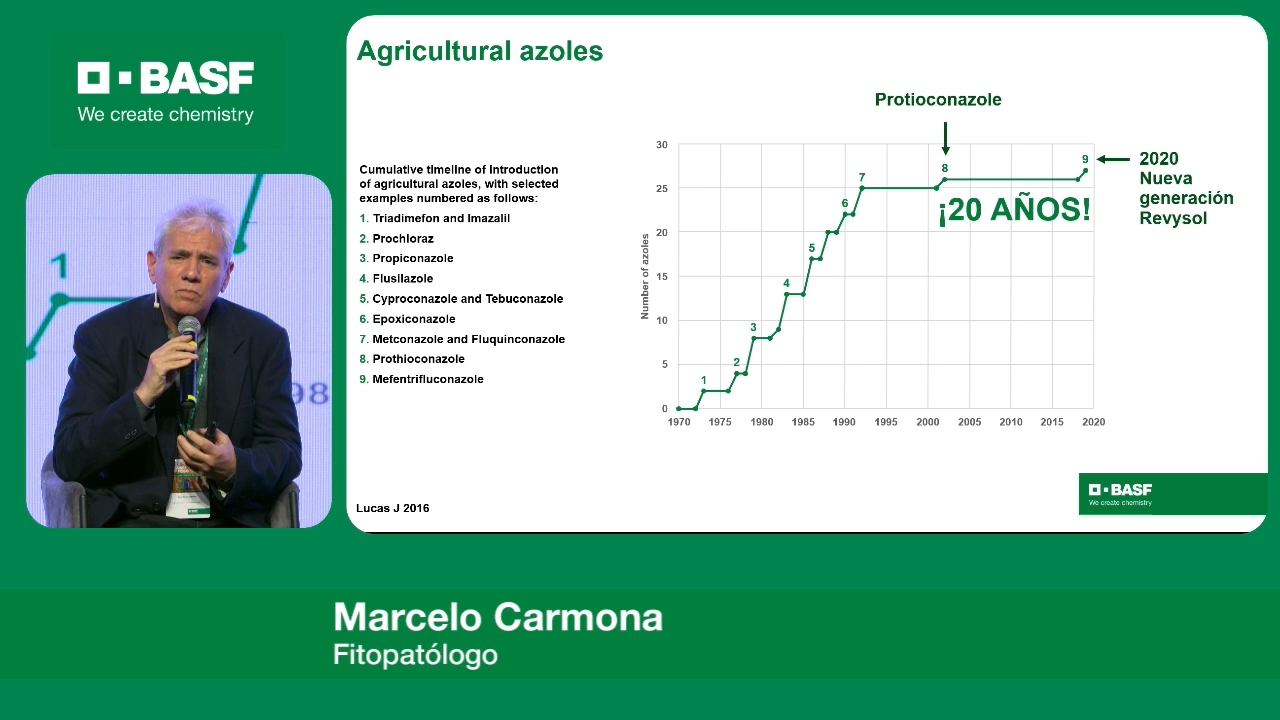 BASF
We create chemistry
1
98
Agricultural azoles
Cumulative timeline of introduction
of agricultural azoles, with selected
examples numbered as follows:
1. Triadimefon and Imazalil
2. Prochloraz
3. Propiconazole
4. Flusilazole
5. Cyproconazole and Tebuconazole
6. Epoxiconazole
7. Metconazole and Fluquinconazole
8. Prothioconazole
9. Mefentrifluconazole
Lucas J 2016
Protioconazole
2020
Nueva
generación
Revysol
¡20 AÑOS!
Number of azoles
30
25
20
15
10
5
0
1
2
3
4
5
6
7
8
9
1970 1975 1980 1985 1990 1995 2000 2005 2010 2015 2020
BASF
We create chemistry
Marcelo Carmona
Fitopatólogo